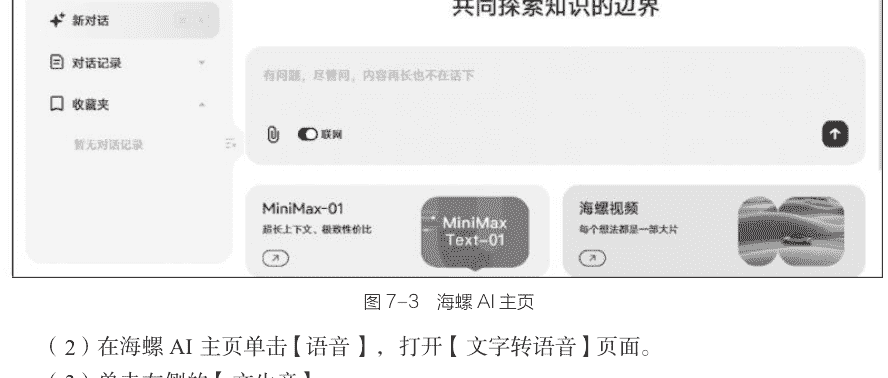 共同探索知识的边界
新对话
对话记录
收藏夹
暂无对话记录
有问题，尽管问，内容再长也不在话下
联网
MiniMax-01
超长上下文、极致性价比
MiniMax
Text-01
海螺视频
每个想法都是一部大片
图 7-3 海螺 AI 主页
（2）在海螺 AI 主页单击【语音】，打开【文字转语音】页面。